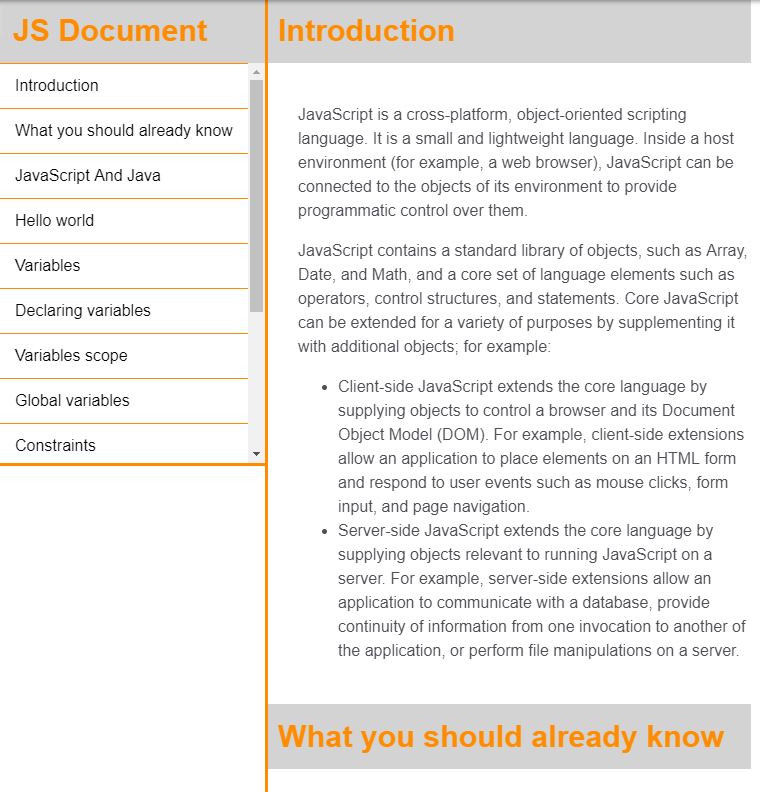 JS Document
Introduction
What you should already know
JavaScript And Java
Hello world
Variables
Declaring variables
Variables scope
Global variables
Constraints
Introduction
JavaScript is a cross-platform, object-oriented scripting
language. It is a small and lightweight language. Inside a host
environment (for example, a web browser), JavaScript can be
connected to the objects of its environment to provide
programmatic control over them.
JavaScript contains a standard library of objects, such as Array,
Date, and Math, and a core set of language elements such as
operators, control structures, and statements. Core JavaScript
can be extended for a variety of purposes by supplementing it
with additional objects; for example:
• Client-side JavaScript extends the core language by
supplying objects to control a browser and its Document
Object Model (DOM). For example, client-side extensions
allow an application to place elements on an HTML form
and respond to user events such as mouse clicks, form
input, and page navigation.
• Server-side JavaScript extends the core language by
supplying objects relevant to running JavaScript on a
server. For example, server-side extensions allow an
application to communicate with a database, provide
continuity of information from one invocation to another of
the application, or perform file manipulations on a server.
What you should already know